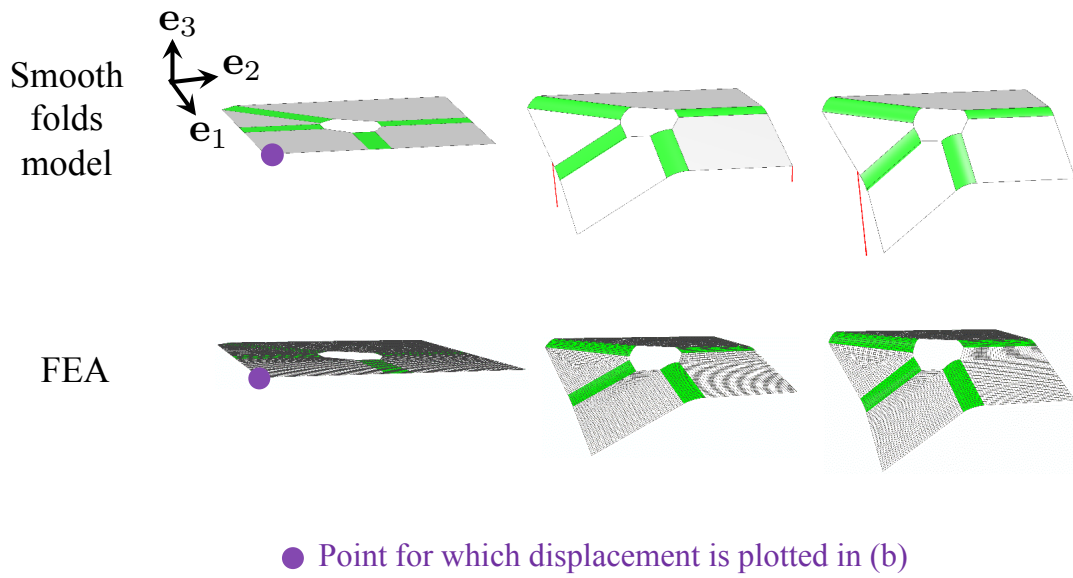 e₃
e₂
e₁
Smooth
folds
model
FEA
Point for which displacement is plotted in (b)